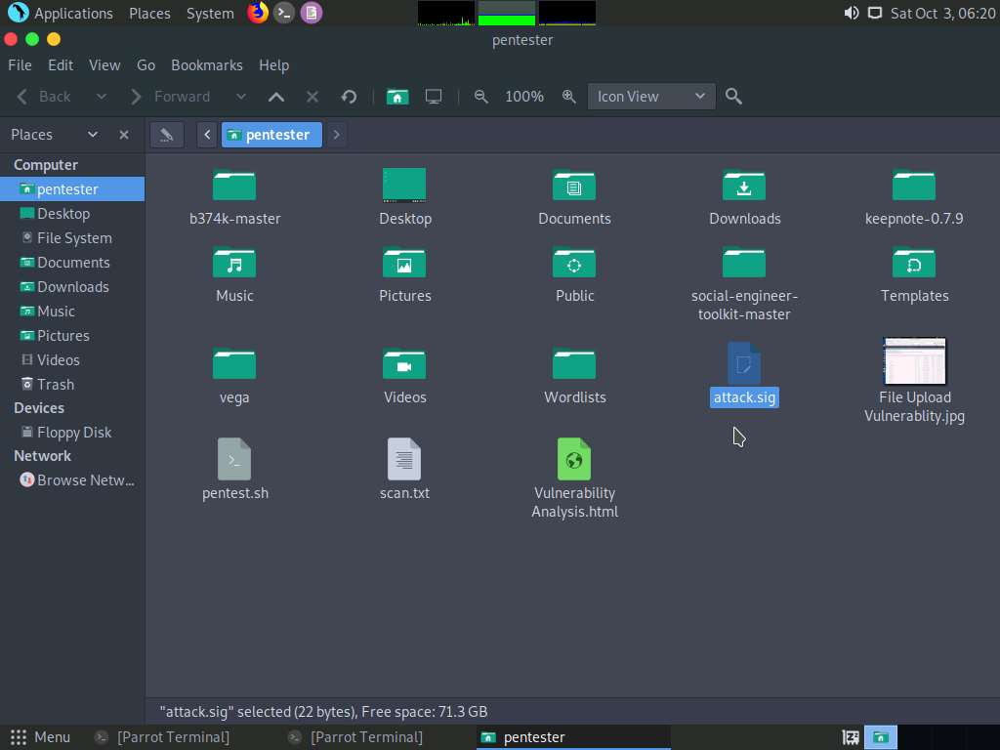 Applications Places System Sat Oct 3, 06:20
pentester
File Edit View Go Bookmarks Help
Back Forward 100% Icon View
Places
pentester
Computer
pentester
Desktop
File System
Documents
Downloads
Music
Pictures
Videos
Trash
Devices
Floppy Disk
Network
Browse Netw...
b374k-master
Desktop
Documents
Downloads
keepnote-0.7.9
Music
Pictures
Public
social-engineer-
toolkit-master
Templates
vega
Videos
Wordlists
attack.sig
File Upload
Vulnerablity.jpg
pentest.sh
scan.txt
Vulnerability
Analysis.html
"attack.sig" selected (22 bytes), Free space: 71.3 GB
Menu [Parrot Terminal] [Parrot Terminal] pentester